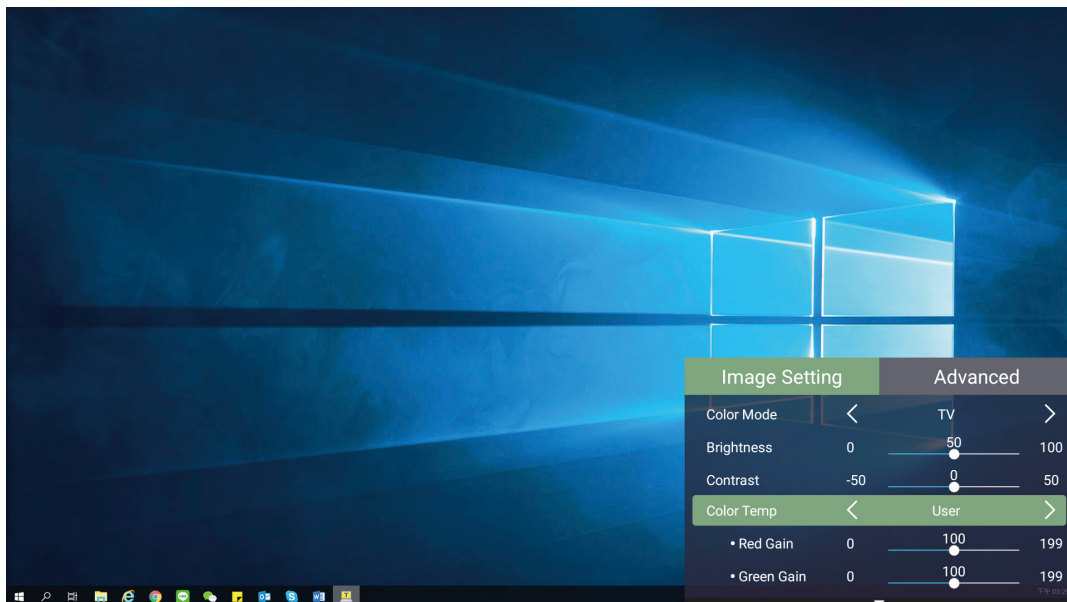 Image Setting Advanced
Color Mode TV
Brightness 0 50 100
Contrast -50 0 50
Color Temp User
• Red Gain 0 100 199
• Green Gain 0 100 199